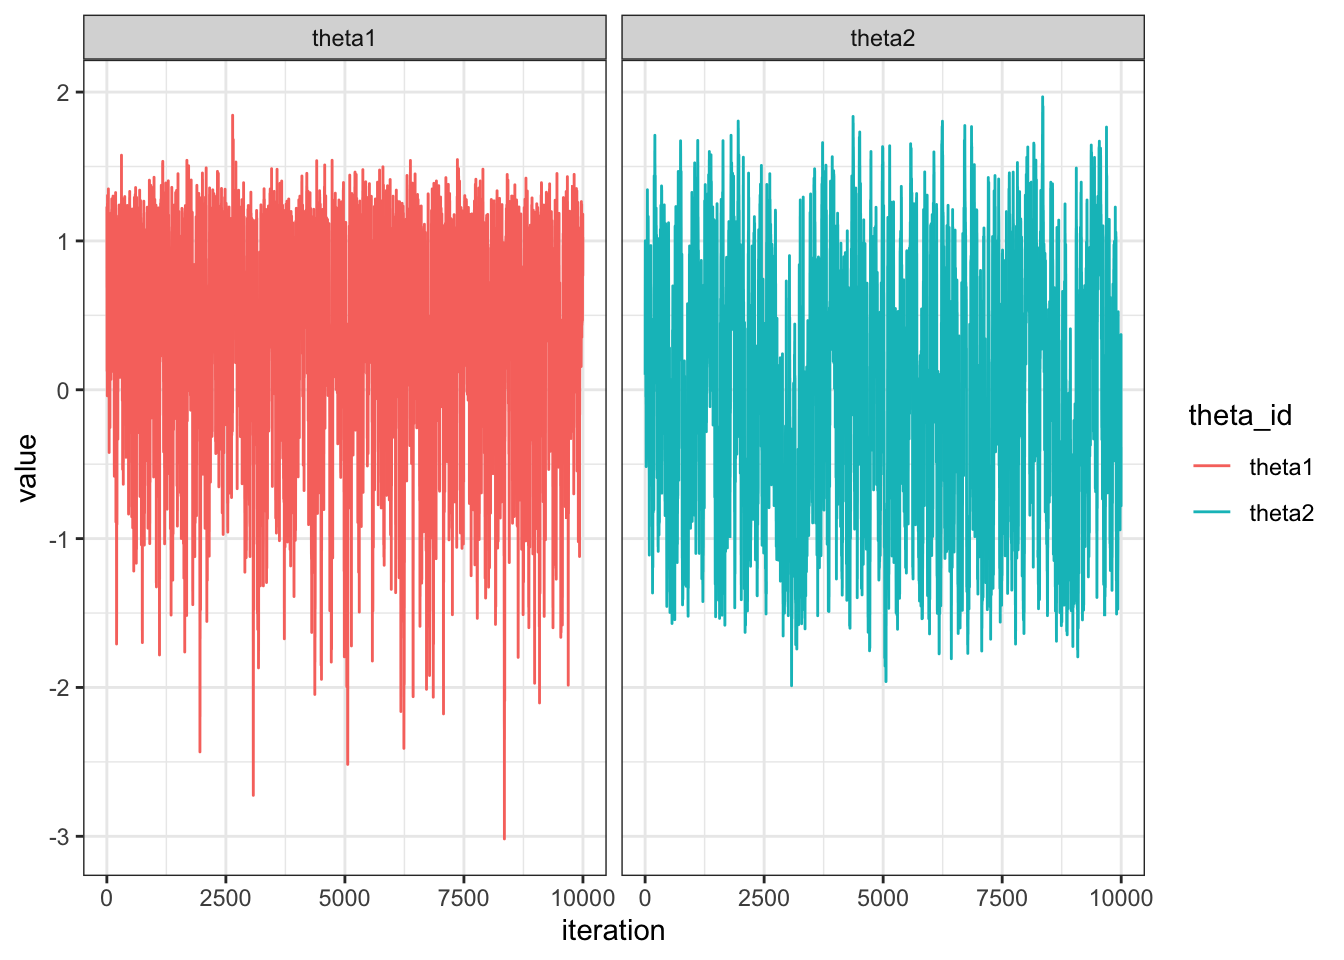 theta1
theta2
value
2
1
0
-1
-2
-3
0 2500 5000 7500 10000
0 2500 5000 7500 10000
iteration
theta_id
theta1
theta2